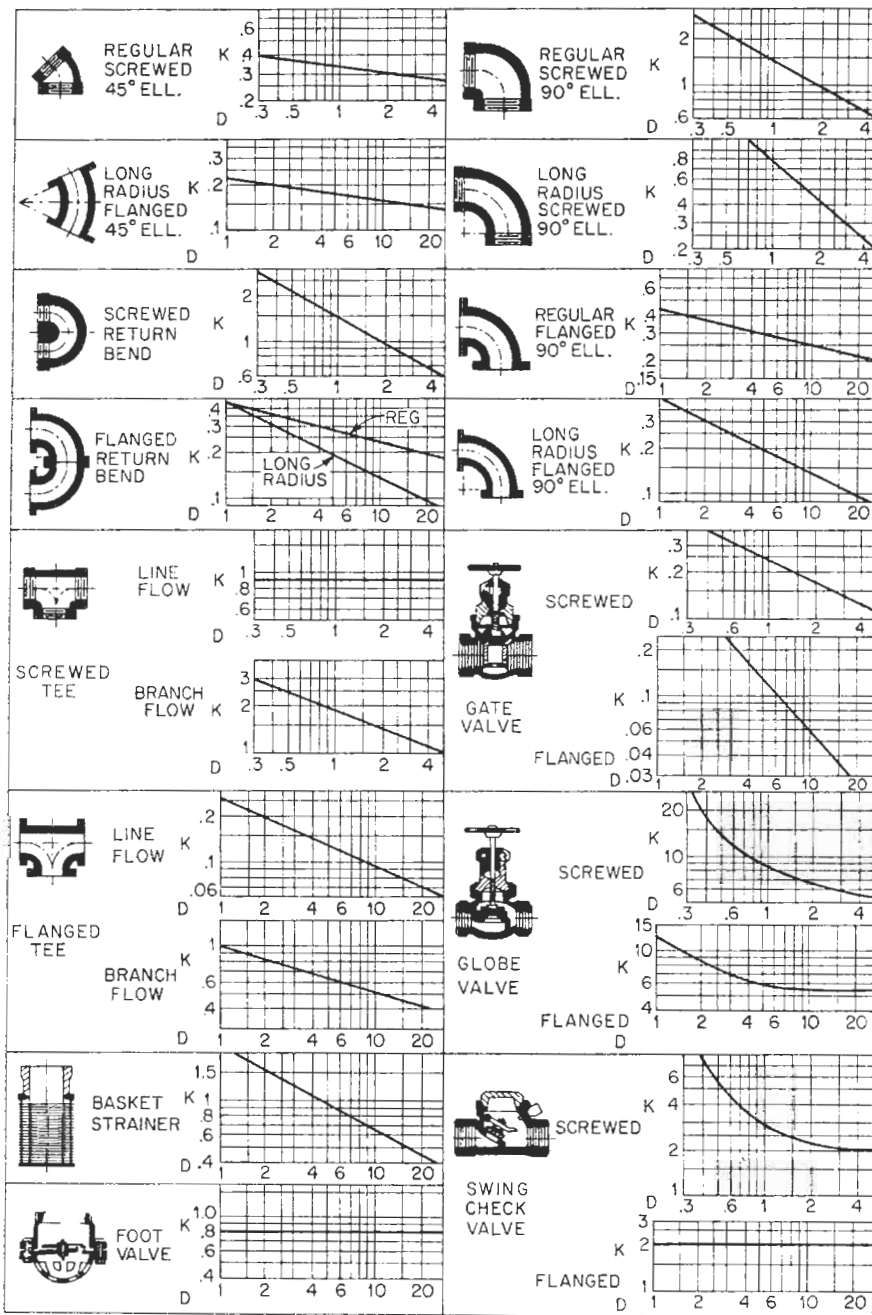 REGULAR
SCREWED
45° ELL.
K
.4
.3
.2
D
.3 .5 1 2 4
REGULAR
SCREWED
90° ELL.
K
2
1
.6
D
.3 .5 1 2 4
LONG
RADIUS
FLANGED
45° ELL.
K
.3
.2
.1
D
1 2 4 6 10 20
LONG
RADIUS
SCREWED
90° ELL.
K
.8
.6
.4
.3
.2
D
.3 .5 1 2 4
SCREWED
RETURN
BEND
K
2
1
.6
D
.3 .5 1 2 4
REGULAR
FLANGED
90° ELL.
K
.6
.4
.3
.2
.15
D
1 2 4 6 10 20
FLANGED
RETURN
BEND
K
.4
.3
.2
.1
REG
LONG
RADIUS
D
1 2 4 6 10 20
LONG
RADIUS
FLANGED
90° ELL.
K
.3
.2
.1
D
1 2 4 6 10 20
SCREWED
TEE
LINE
FLOW
K
1
.8
.6
D
.3 .5 1 2 4
BRANCH
FLOW
K
3
2
1
D
.3 .5 1 2 4
GATE
VALVE
SCREWED
K
.3
.2
.1
D
.3 .6 1 2 4
FLANGED
K
.2
.1
.06
.04
.03
D
1 2 4 6 10 20
FLANGED
TEE
LINE
FLOW
K
.2
.1
.06
D
1 2 4 6 10 20
BRANCH
FLOW
K
1
.6
.4
D
1 2 4 6 10 20
GLOBE
VALVE
SCREWED
K
20
10
6
D
.3 .6 1 2 4
FLANGED
K
15
10
6
4
D
1 2 4 6 10 20
BASKET
STRAINER
K
1.5
1
.8
.6
.4
D
1 2 4 6 10 20
SWING
CHECK
VALVE
SCREWED
K
6
4
2
1
D
.3 .6 1 2 4
FOOT
VALVE
K
1.0
.8
.6
.4
D
1 2 4 6 10 20
FLANGED
K
3
2
1
D
1 2 4 6 10 20